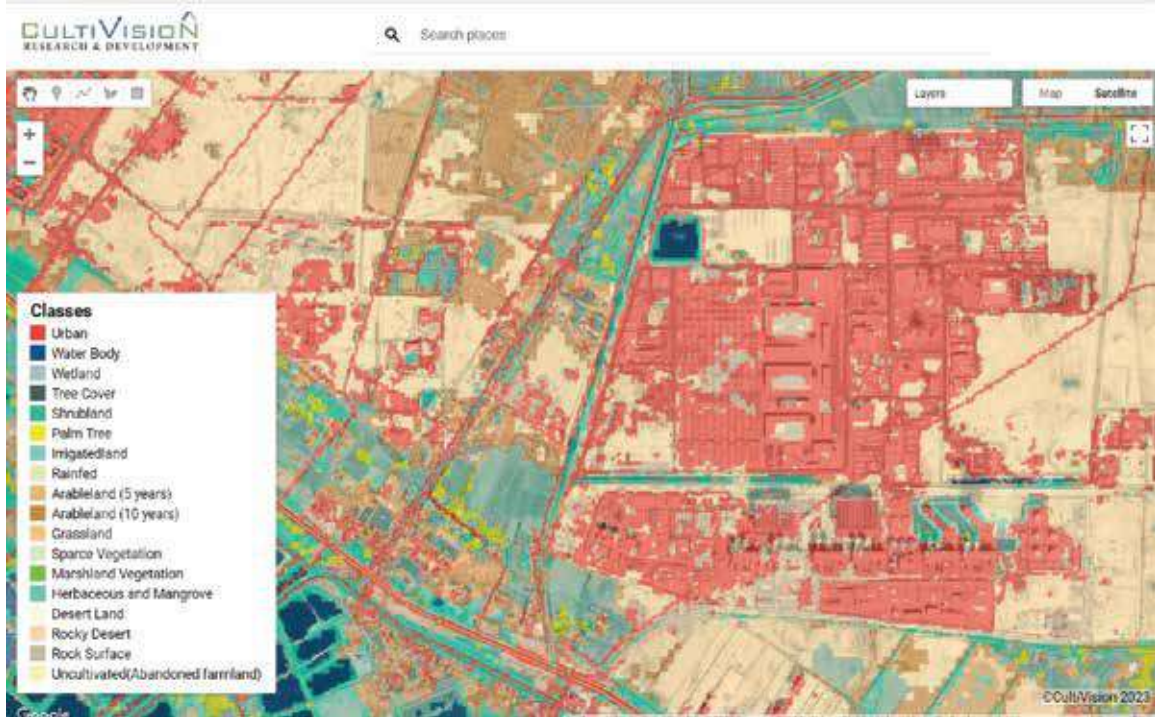 CULTIVISION
RESEARCH & DEVELOPMENT
Search places
Layers
Map Satellite
Classes
Urban
Water Body
Wetland
Tree Cover
Shrubland
Palm Tree
Irrigatedland
Rainfed
Arableland (5 years)
Arableland (10 years)
Grassland
Sparce Vegetation
Marshland Vegetation
Herbaceous and Mangrove
Desert Land
Rocky Desert
Rock Surface
Uncultivated(Abandoned farmland)
Google
©CultiVision 2023